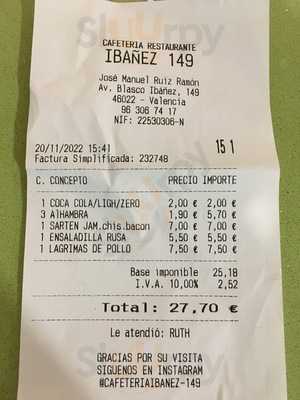 CAFETERIA RESTAURANTE
IBAÑEZ 149
José Manuel Ruiz Ramón
Av. Blasco Ibáñez, 149
46022 - Valencia
96 306 74 17
NIF: 22530306-N
20/11/2022 15:41 15 1
Factura Simplificada: 232748
C. CONCEPTO PRECIO IMPORTE
1 COCA COLA/LIGH/ZERO 2,00 € 2,00 €
3 ALHAMBRA 1,90 € 5,70 €
1 SARTEN JAM.chis.bacon 7,00 € 7,00 €
1 ENSALADILLA RUSA 5,50 € 5,50 €
1 LAGRIMAS DE POLLO 7,50 € 7,50 €
Base imponible 25,18
I.V.A. 10,00% 2,52
Total: 27,70 €
Le atendió: RUTH
GRACIAS POR SU VISITA
SIGUENOS EN INSTAGRAM
#CAFETERIAIBANEZ-149